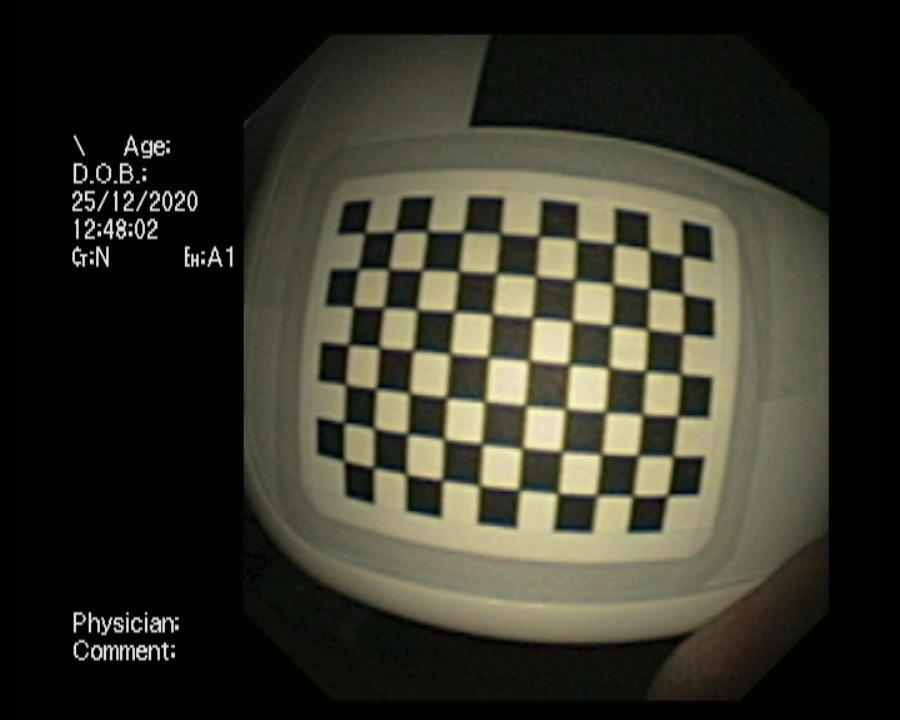 \ Age:
D.O.B.:
25/12/2020
12:48:02
Cr:N EH:A1
Physician:
Comment: